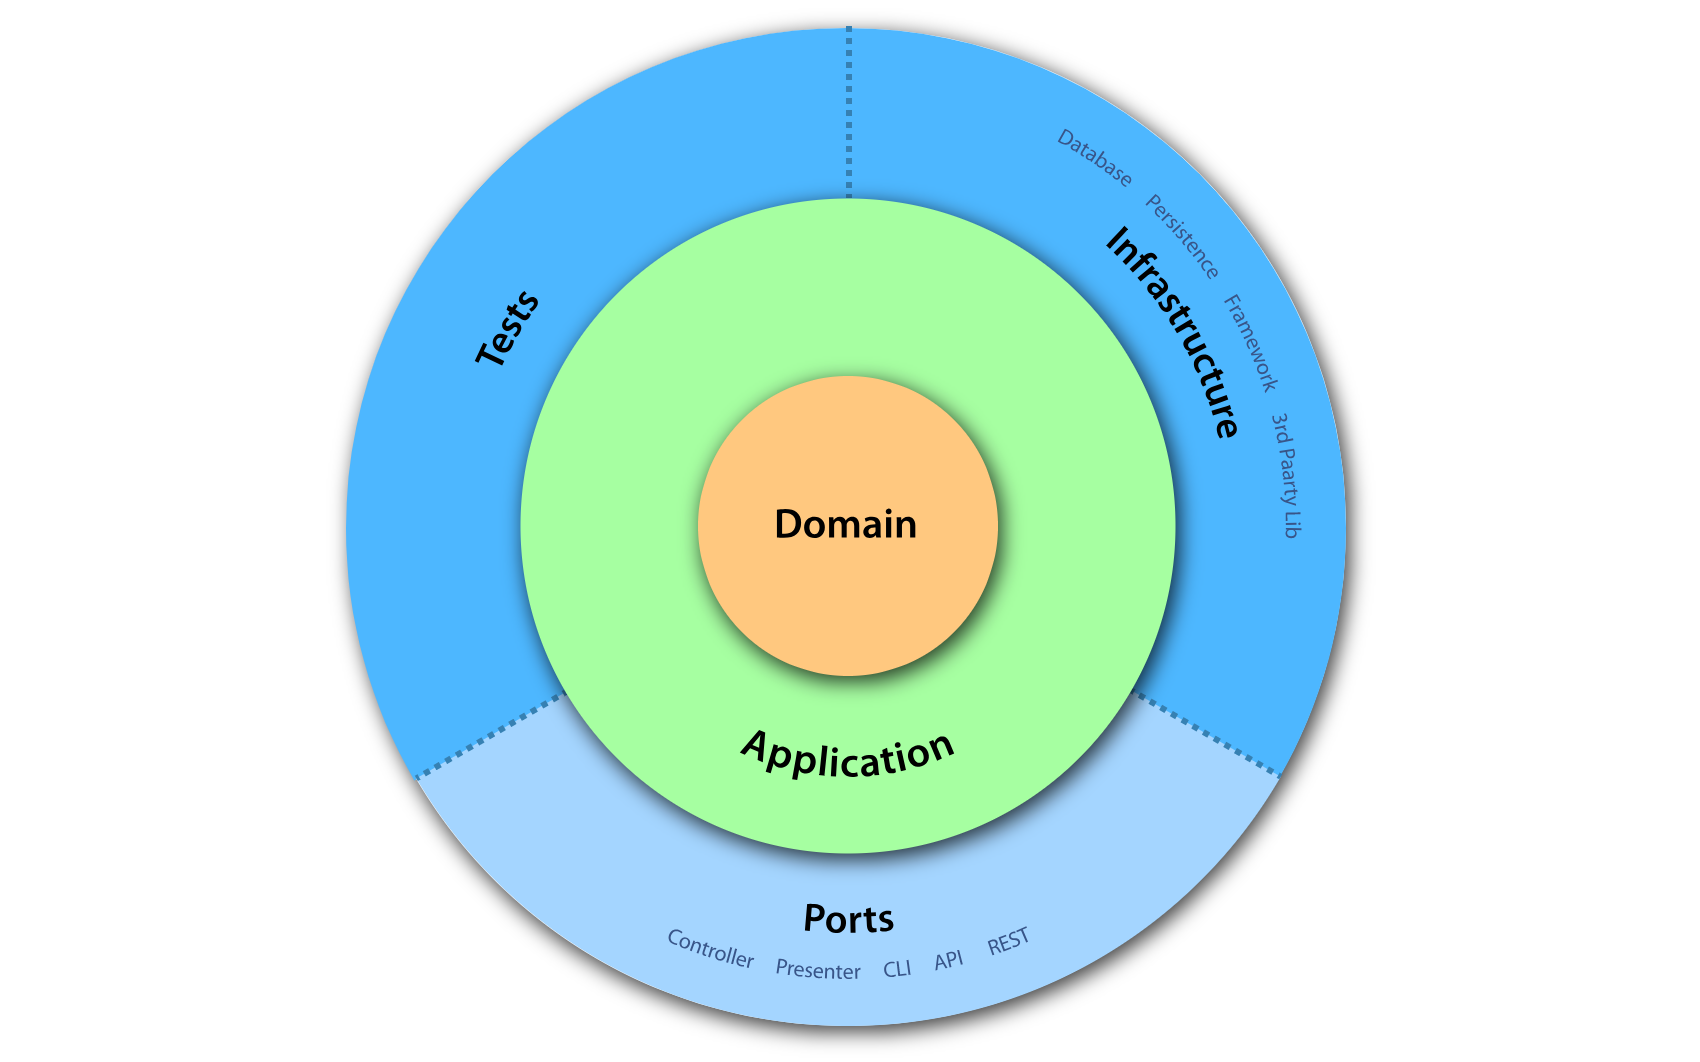 Database
Persistence
Framework
3rd Paarty Lib
Infrastructure
Tests
Domain
Application
Ports
Controller Presenter CLI API REST